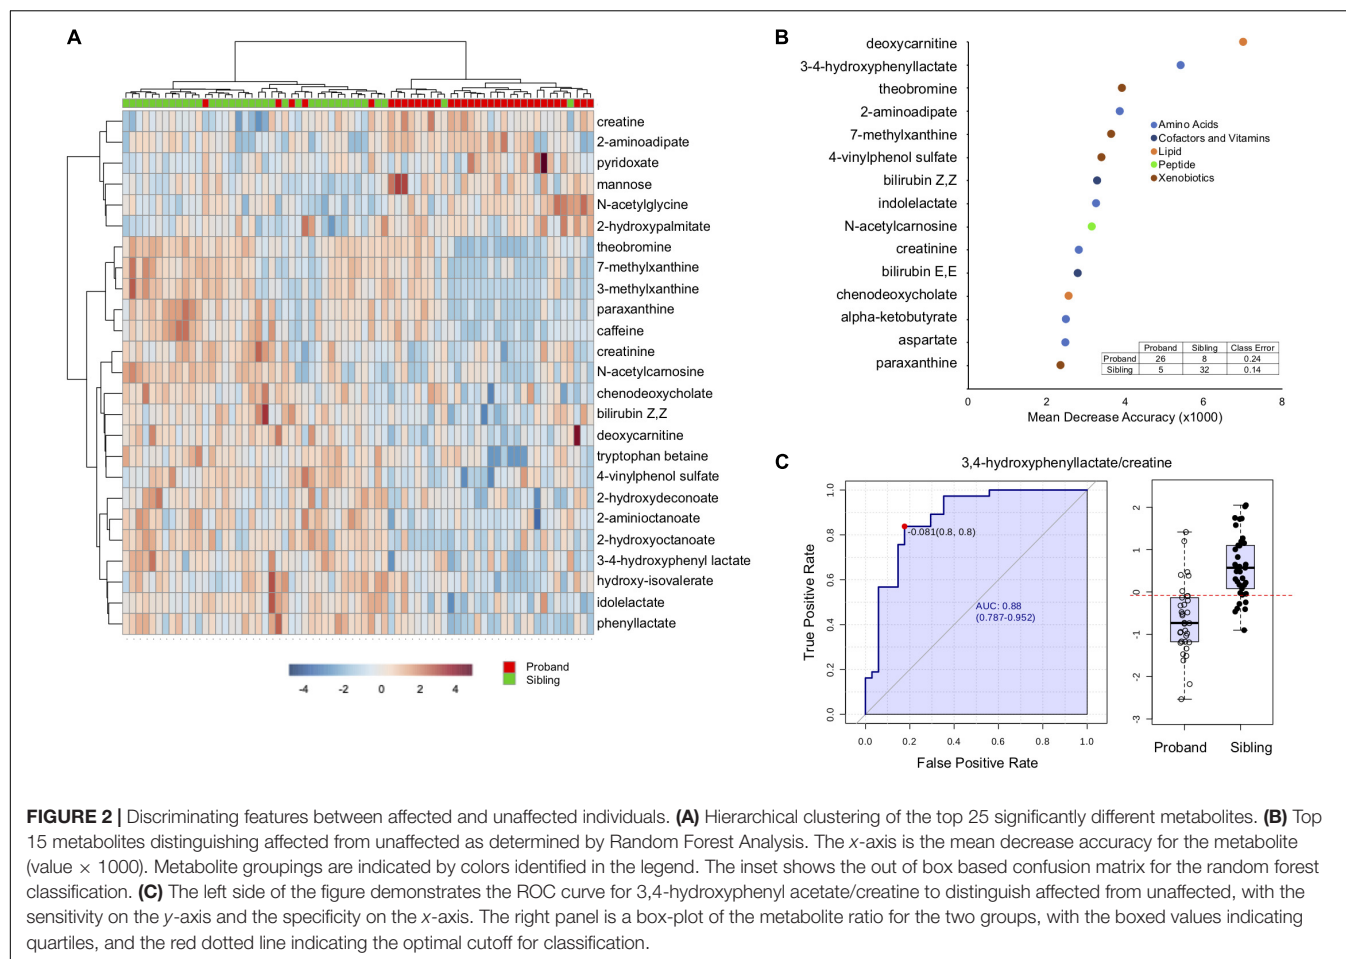 A
creatine
2-aminoadipate
pyridoxate
mannose
N-acetylglycine
2-hydroxypalmitate
theobromine
7-methylxanthine
3-methylxanthine
paraxanthine
caffeine
creatinine
N-acetylcarnosine
chenodeoxycholate
bilirubin Z,Z
deoxycarnitine
tryptophan betaine
4-vinylphenol sulfate
2-hydroxydeconoate
2-aminioctanoate
2-hydroxyoctanoate
3-4-hydroxyphenyl lactate
hydroxy-isovalerate
idolelactate
phenyllactate
-4 -2 0 2 4
Proband
Sibling
B
deoxycarnitine
3-4-hydroxyphenyllactate
theobromine
2-aminoadipate
7-methylxanthine
4-vinylphenol sulfate
bilirubin Z,Z
indolelactate
N-acetylcarnosine
creatinine
bilirubin E,E
chenodeoxycholate
alpha-ketobutyrate
aspartate
paraxanthine
Amino Acids
Cofactors and Vitamins
Lipid
Peptide
Xenobiotics
Proband Sibling Class Error
Proband 26 8 0.24
Sibling 5 32 0.14
0 2 4 6 8
Mean Decrease Accuracy (x1000)
C
3,4-hydroxyphenyllactate/creatine
True Positive Rate
1.0
0.8
0.6
0.4
0.2
0.0
-0.081(0.8, 0.8)
AUC: 0.88
(0.787-0.952)
0.0 0.2 0.4 0.6 0.8 1.0
False Positive Rate
2
1
0
-1
-2
-3
Proband Sibling
FIGURE 2 | Discriminating features between affected and unaffected individuals. (A) Hierarchical clustering of the top 25 significantly different metabolites. (B) Top
15 metabolites distinguishing affected from unaffected as determined by Random Forest Analysis. The x-axis is the mean decrease accuracy for the metabolite
(value × 1000). Metabolite groupings are indicated by colors identified in the legend. The inset shows the out of box based confusion matrix for the random forest
classification. (C) The left side of the figure demonstrates the ROC curve for 3,4-hydroxyphenyl acetate/creatine to distinguish affected from unaffected, with the
sensitivity on the y-axis and the specificity on the x-axis. The right panel is a box-plot of the metabolite ratio for the two groups, with the boxed values indicating
quartiles, and the red dotted line indicating the optimal cutoff for classification.